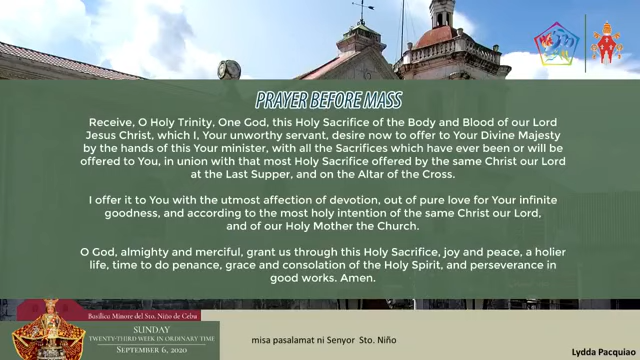 PRAYER BEFORE MASS
Receive, O Holy Trinity, One God, this Holy Sacrifice of the Body and Blood of our Lord
Jesus Christ, which I, Your unworthy servant, desire now to offer to Your Divine Majesty
by the hands of this Your minister, with all the Sacrifices which have ever been or will be
offered to You, in union with that most Holy Sacrifice offered by the same Christ our Lord
at the Last Supper, and on the Altar of the Cross.
I offer it to You with the utmost affection of devotion, out of pure love for Your infinite
goodness, and according to the most holy intention of the same Christ our Lord,
and of our Holy Mother the Church.
O God, almighty and merciful, grant us through this Holy Sacrifice, joy and peace, a holier
life, time to do penance, grace and consolation of the Holy Spirit, and perseverance in
good works. Amen.
Basilica Minore del Sto. Niño de Cebu
SUNDAY
TWENTY-THIRD WEEK IN ORDINARY TIME
SEPTEMBER 6, 2020
misa pasalamat ni Senyor Sto. Niño
Lydda Pacquiao